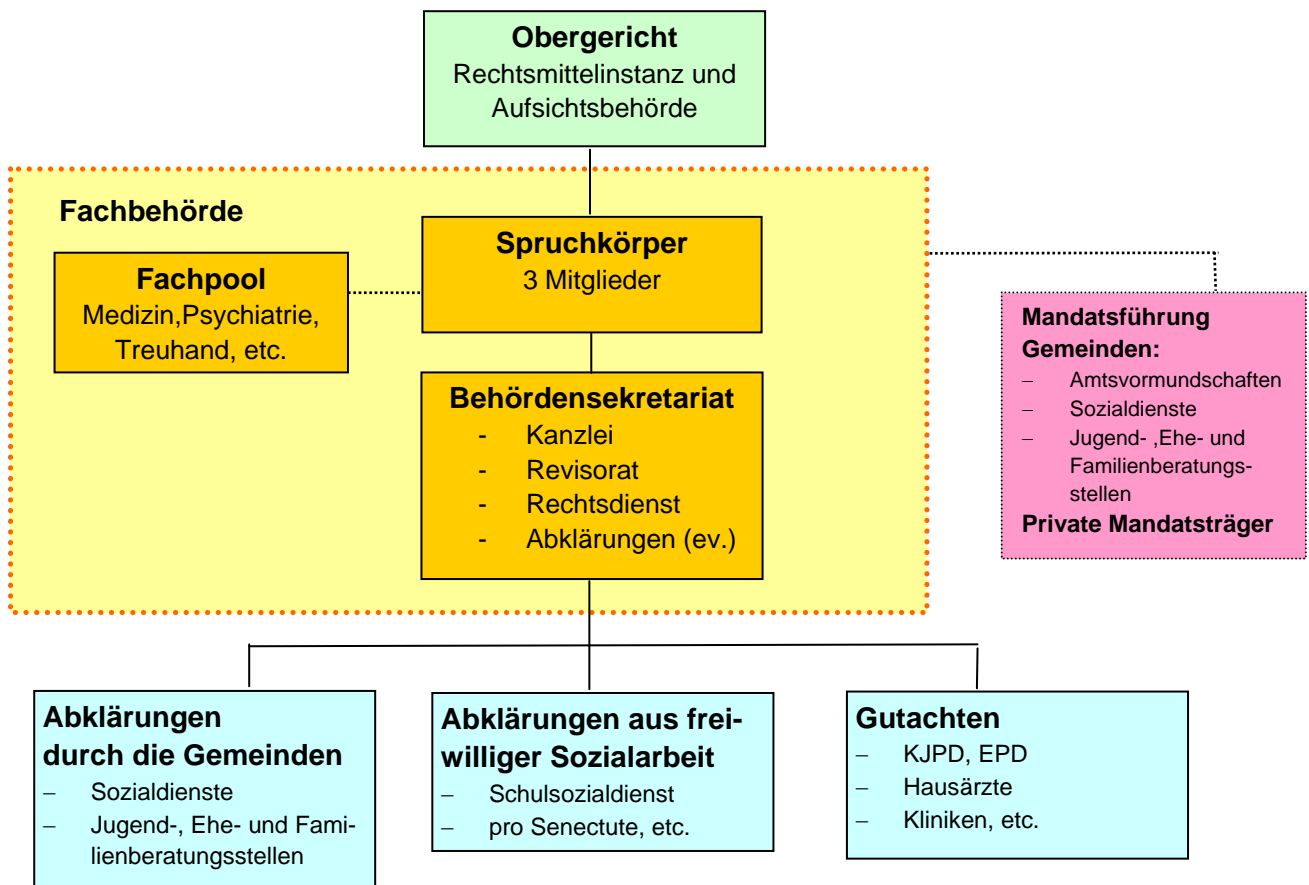 Obergericht
Rechtsmittelinstanz und
Aufsichtsbehörde
Fachbehörde
Spruchkörper
3 Mitglieder
Fachpool
Medizin,Psychiatrie,
Treuhand, etc.
Mandatsführung
Gemeinden:
– Amtsvormundschaften
– Sozialdienste
– Jugend- ,Ehe- und
Familienberatungs-
stellen
Private Mandatsträger
Behördensekretariat
- Kanzlei
- Revisorat
- Rechtsdienst
- Abklärungen (ev.)
Abklärungen
durch die Gemeinden
– Sozialdienste
– Jugend-, Ehe- und Fami-
lienberatungsstellen
Abklärungen aus frei-
williger Sozialarbeit
– Schulsozialdienst
– pro Senectute, etc.
Gutachten
– KJPD, EPD
– Hausärzte
– Kliniken, etc.